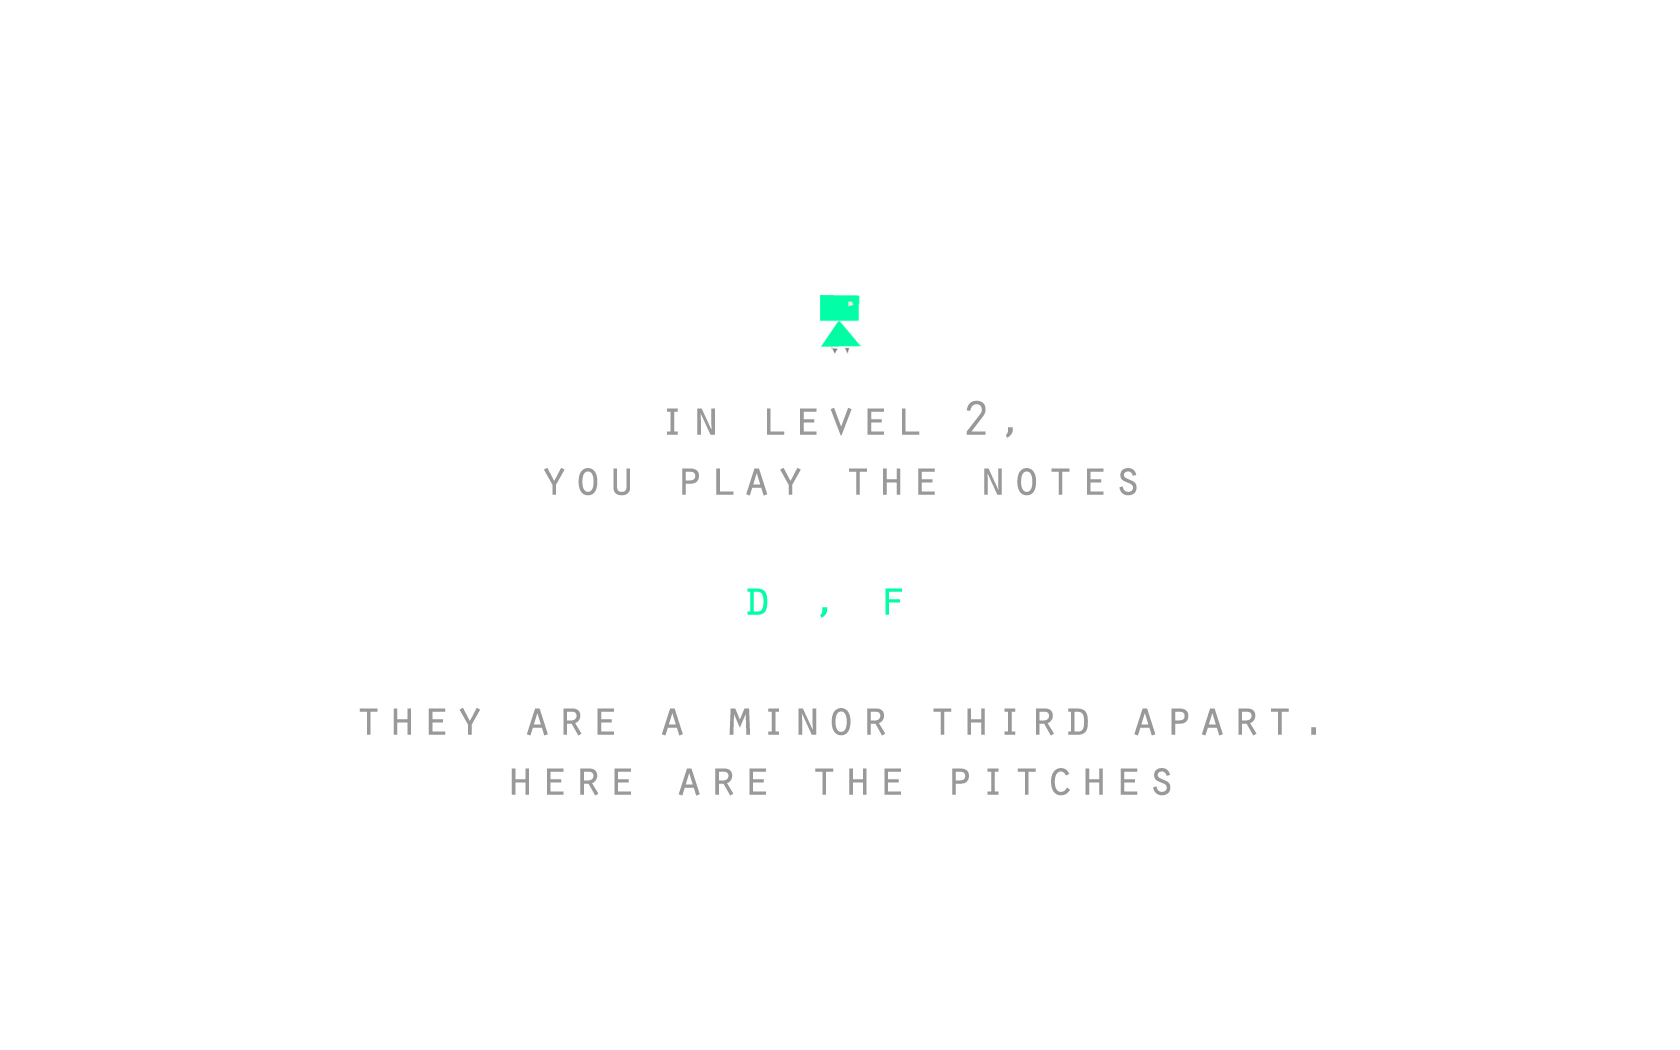 IN LEVEL 2,
YOU PLAY THE NOTES
D , F
THEY ARE A MINOR THIRD APART.
HERE ARE THE PITCHES